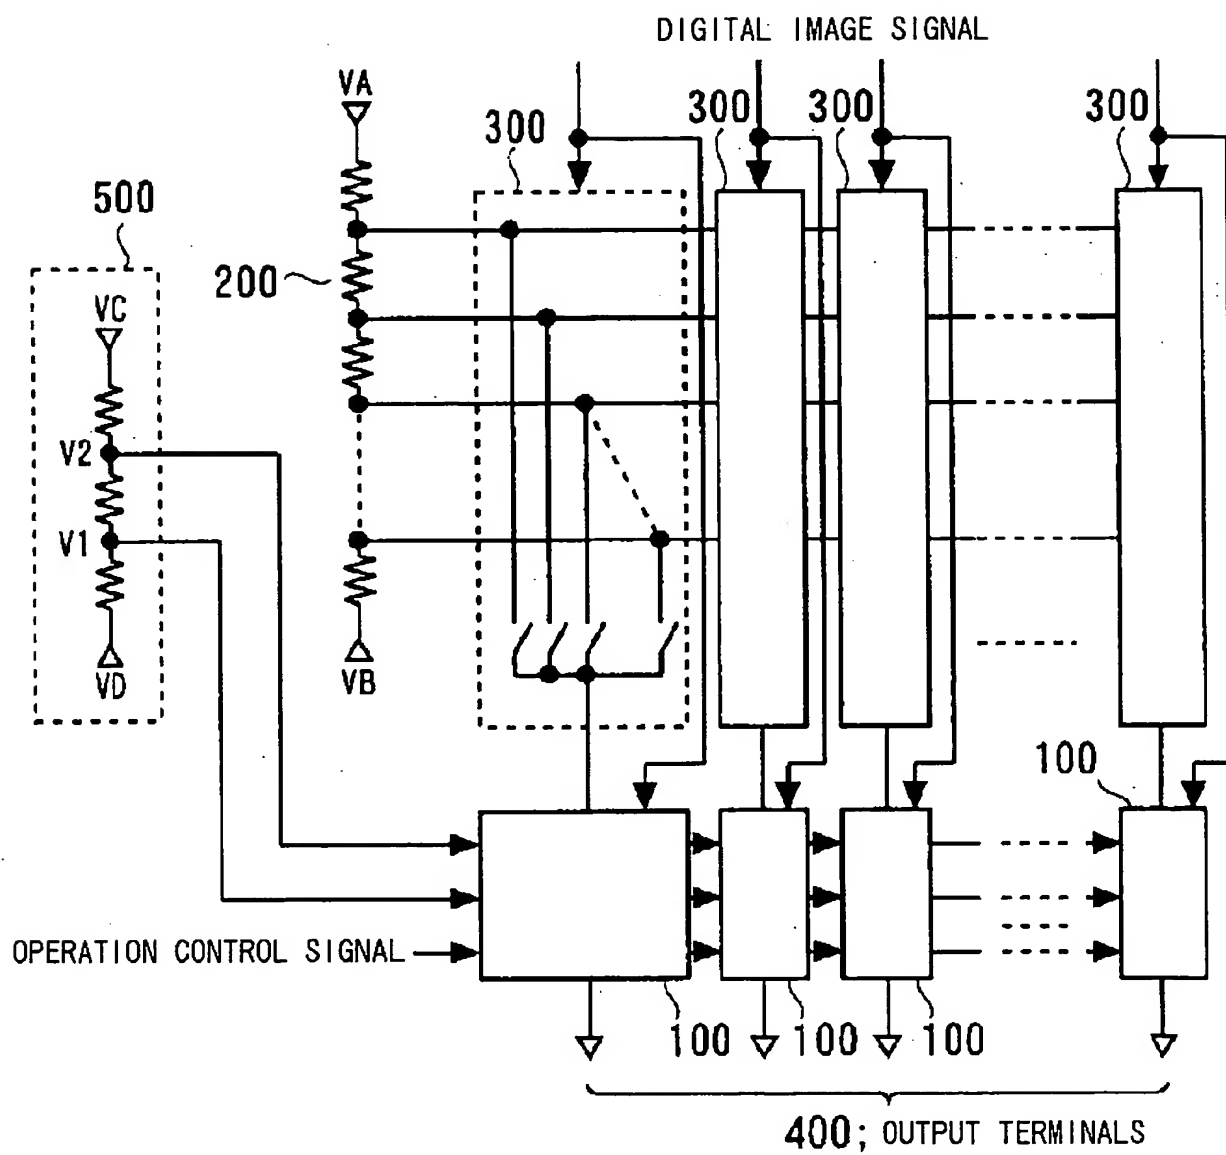 DIGITAL IMAGE SIGNAL
VA
300
300
300
300
500
200
VC
V2
V1
VD
VB
100
OPERATION CONTROL SIGNAL
100
100
100
400; OUTPUT TERMINALS